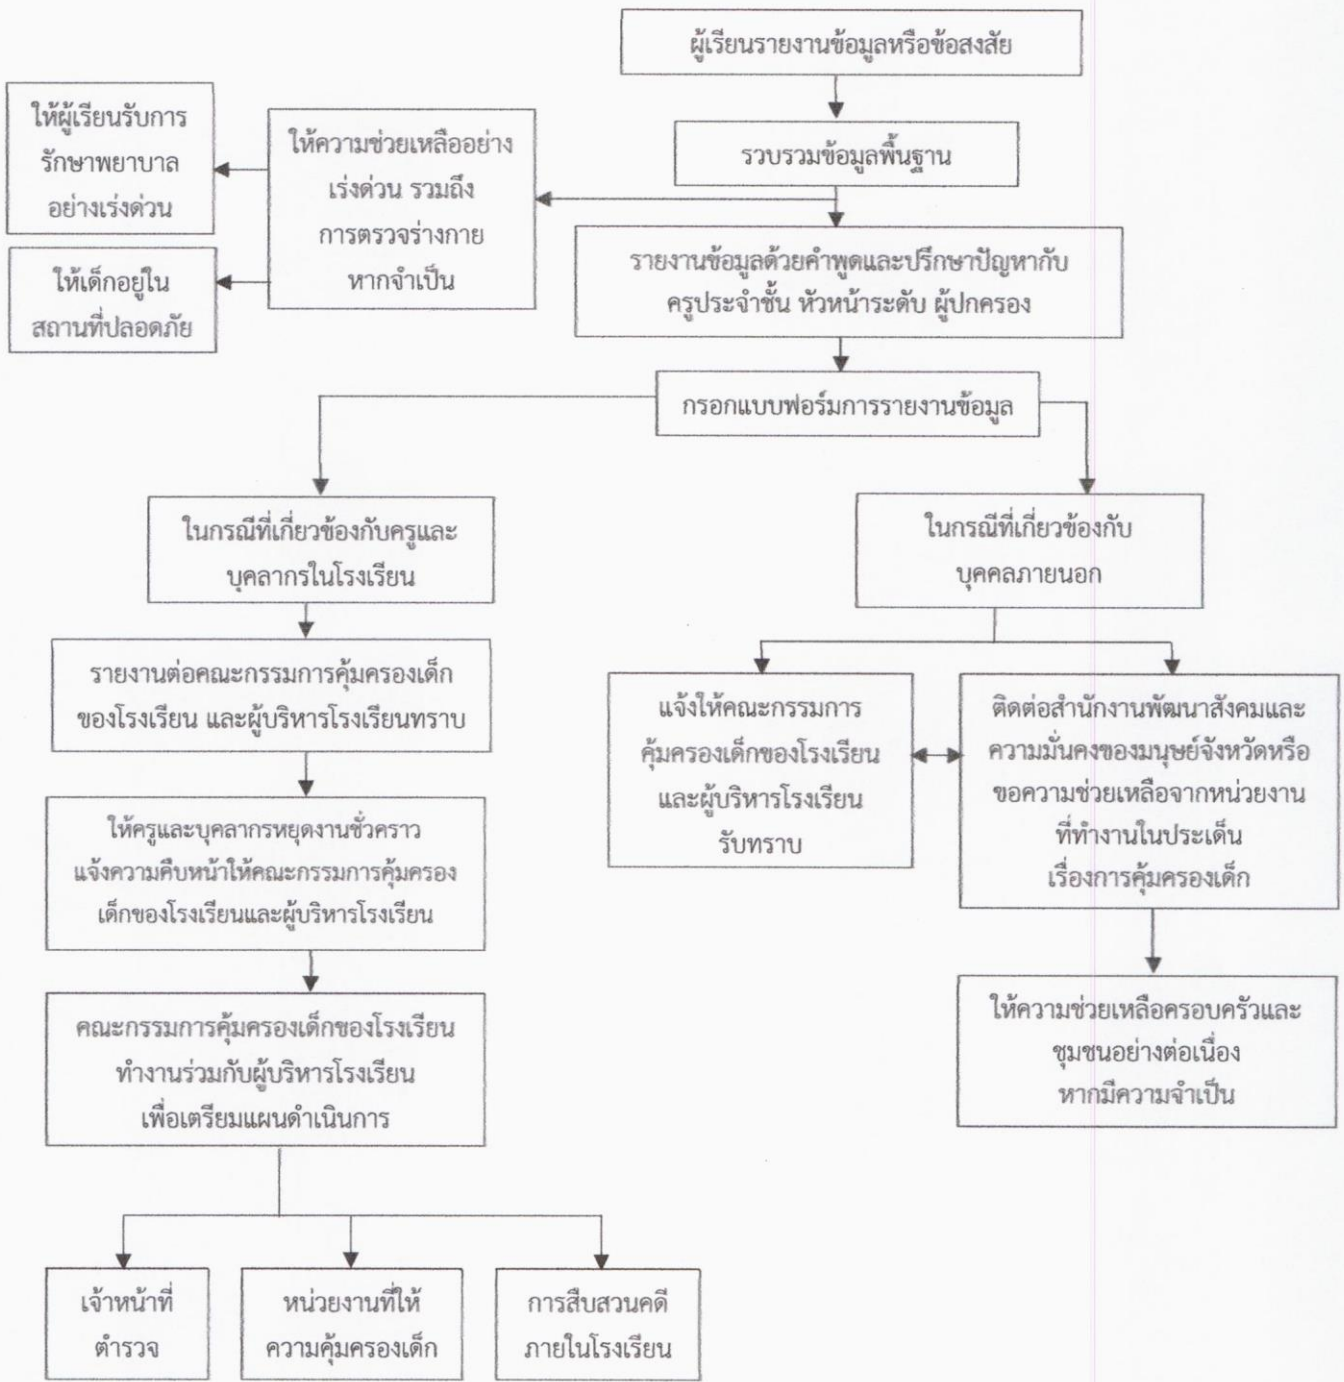 ผู้เรียนรายงานข้อมูลหรือข้อสงสัย
รวบรวมข้อมูลพื้นฐาน
ให้ความช่วยเหลืออย่าง
เร่งด่วน รวมถึง
การตรวจร่างกาย
หากจำเป็น
ให้ผู้เรียนรับการ
รักษาพยาบาล
อย่างเร่งด่วน
ให้เด็กอยู่ใน
สถานที่ปลอดภัย
รายงานข้อมูลด้วยคำพูดและปรึกษาปัญหากับ
ครูประจำชั้น หัวหน้าระดับ ผู้ปกครอง
กรอกแบบฟอร์มการรายงานข้อมูล
ในกรณีที่เกี่ยวข้องกับครูและ
บุคลากรในโรงเรียน
รายงานต่อคณะกรรมการคุ้มครองเด็ก
ของโรงเรียน และผู้บริหารโรงเรียนทราบ
ให้ครูและบุคลากรหยุดงานชั่วคราว
แจ้งความคืบหน้าให้คณะกรรมการคุ้มครอง
เด็กของโรงเรียนและผู้บริหารโรงเรียน
คณะกรรมการคุ้มครองเด็กของโรงเรียน
ทำงานร่วมกับผู้บริหารโรงเรียน
เพื่อเตรียมแผนดำเนินการ
เจ้าหน้าที่
ตำรวจ
หน่วยงานที่ให้
ความคุ้มครองเด็ก
การสืบสวนคดี
ภายในโรงเรียน
ในกรณีที่เกี่ยวข้องกับ
บุคคลภายนอก
แจ้งให้คณะกรรมการ
คุ้มครองเด็กของโรงเรียน
และผู้บริหารโรงเรียน
รับทราบ
ติดต่อสำนักงานพัฒนาสังคมและ
ความมั่นคงของมนุษย์จังหวัดหรือ
ขอความช่วยเหลือจากหน่วยงาน
ที่ทำงานในประเด็น
เรื่องการคุ้มครองเด็ก
ให้ความช่วยเหลือครอบครัวและ
ชุมชนอย่างต่อเนื่อง
หากมีความจำเป็น